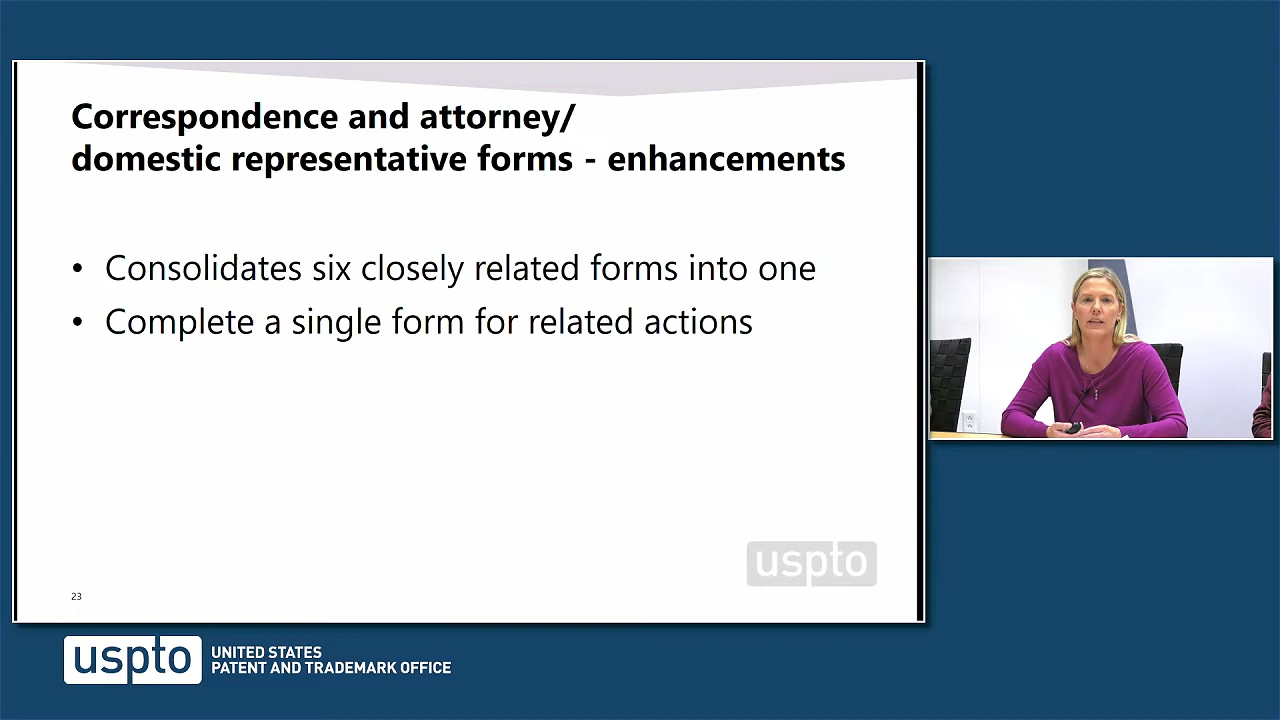 Correspondence and attorney/
domestic representative forms - enhancements
• Consolidates six closely related forms into one
• Complete a single form for related actions
uspto
23
uspto
UNITED STATES
PATENT AND TRADEMARK OFFICE